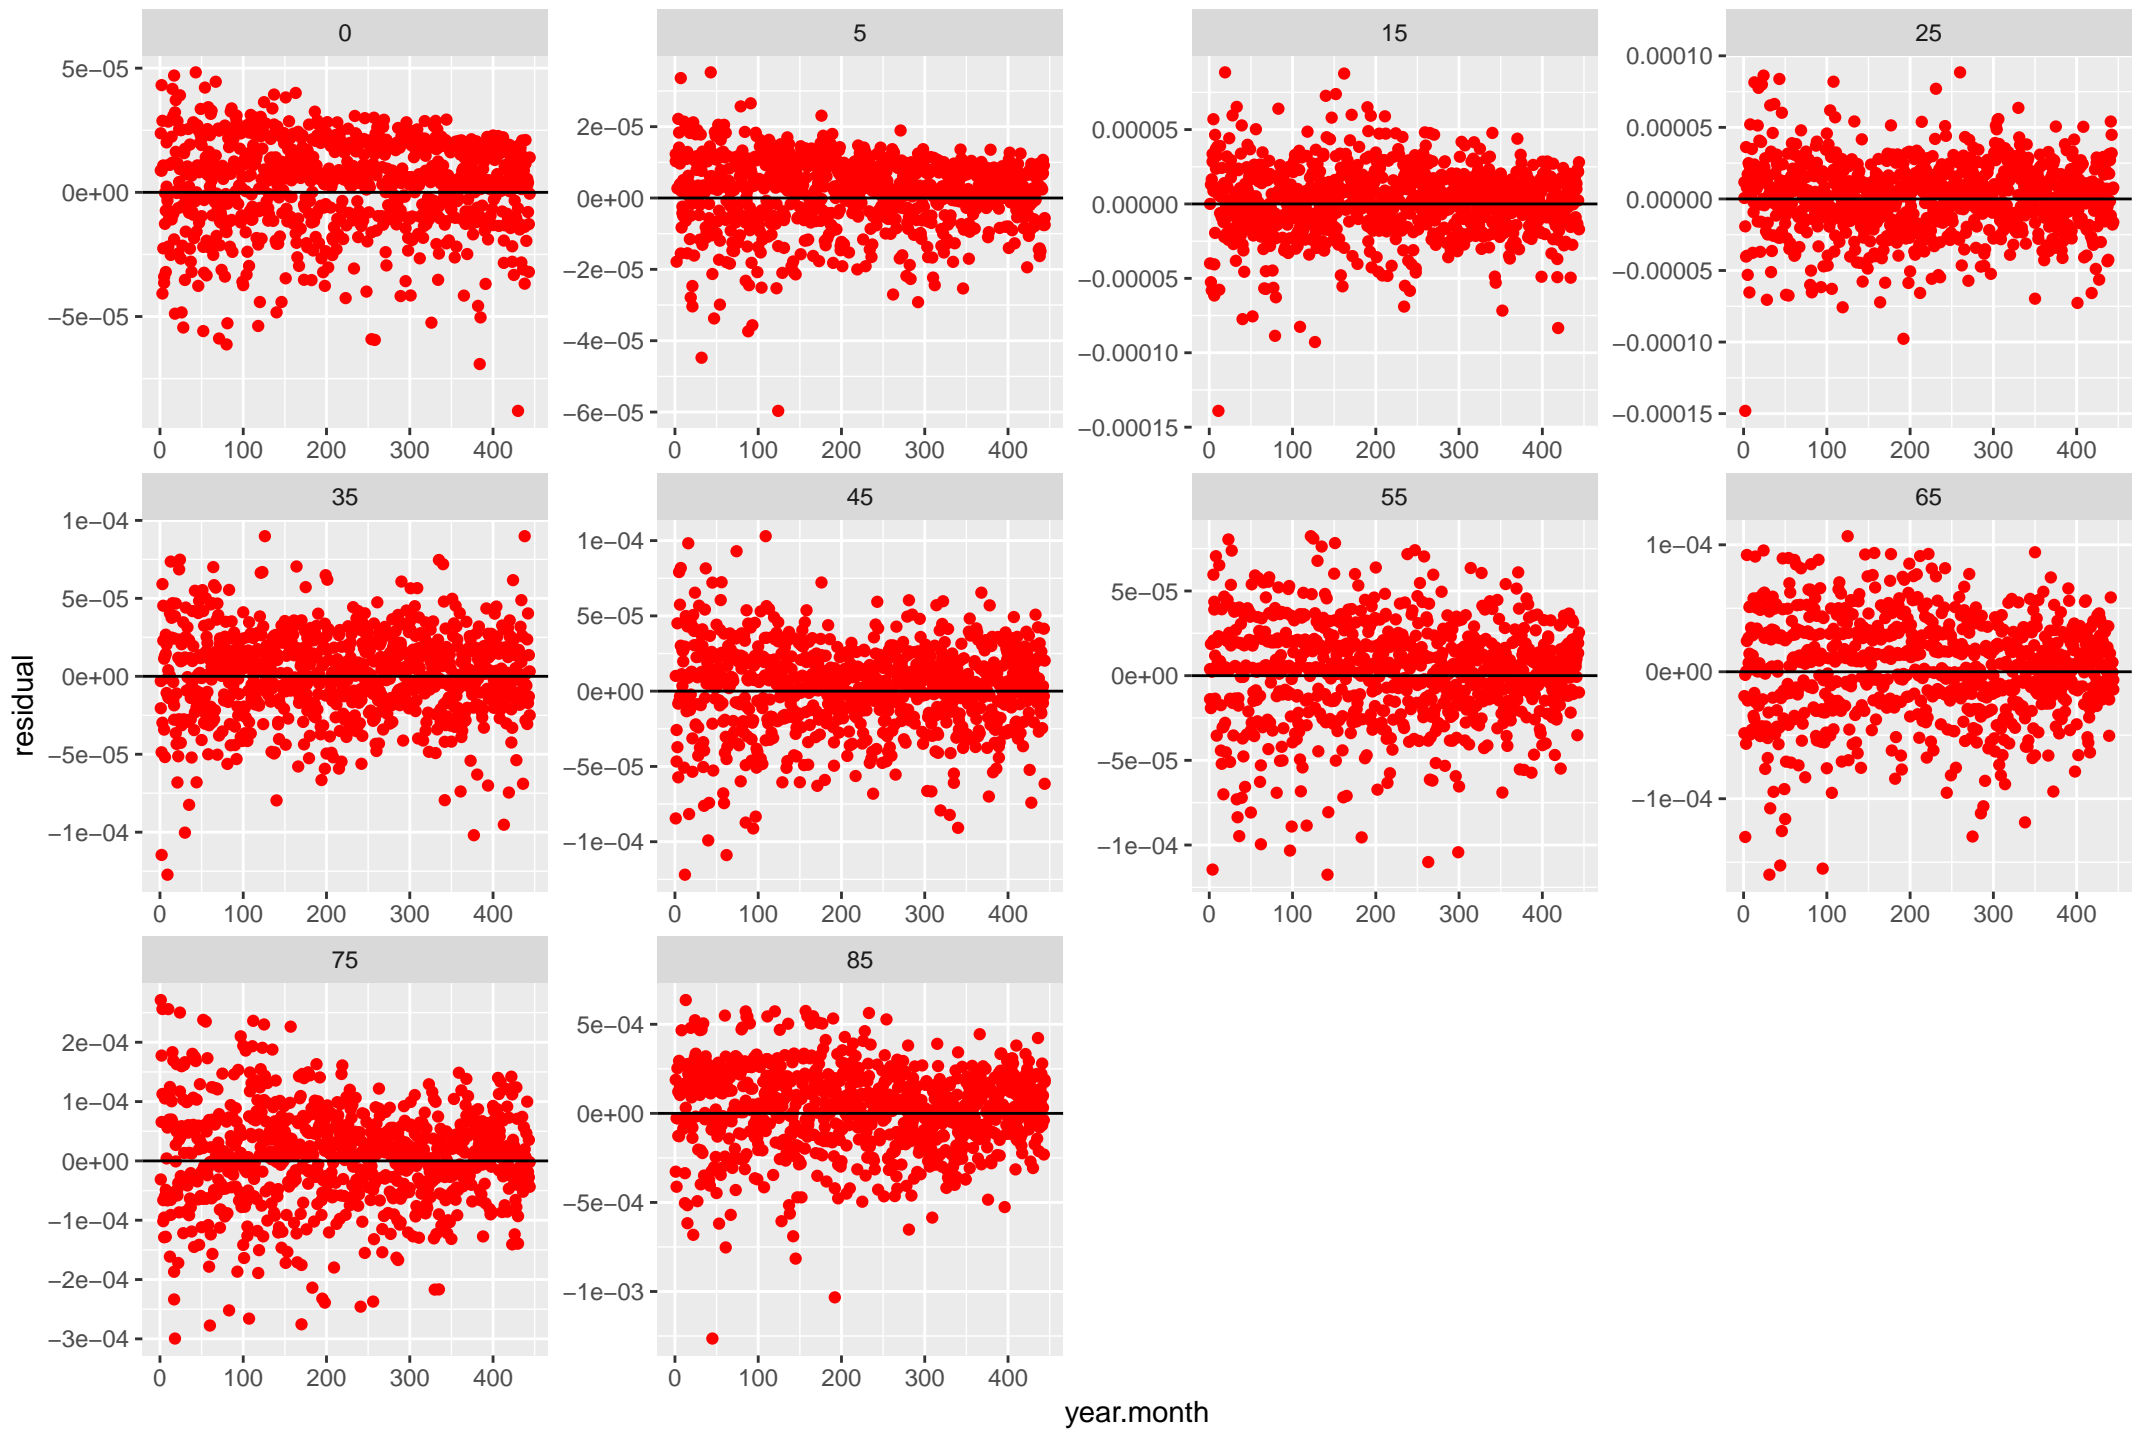 0 5 15 25
5e−05
0e+00
−5e−05
2e−05
0e+00
−2e−05
−4e−05
−6e−05
0.00005
0.00000
−0.00005
−0.00010
−0.00015
0.00010
0.00005
0.00000
−0.00005
−0.00010
−0.00015
0 100 200 300 400 0 100 200 300 400 0 100 200 300 400 0 100 200 300 400
35 45 55 65
1e−04
5e−05
0e+00
−5e−05
−1e−04
1e−04
5e−05
0e+00
−5e−05
−1e−04
5e−05
0e+00
−5e−05
−1e−04
1e−04
0e+00
−1e−04
0 100 200 300 400 0 100 200 300 400 0 100 200 300 400 0 100 200 300 400
residual
75 85
2e−04
1e−04
0e+00
−1e−04
−2e−04
−3e−04
5e−04
0e+00
−5e−04
−1e−03
0 100 200 300 400 0 100 200 300 400
year.month